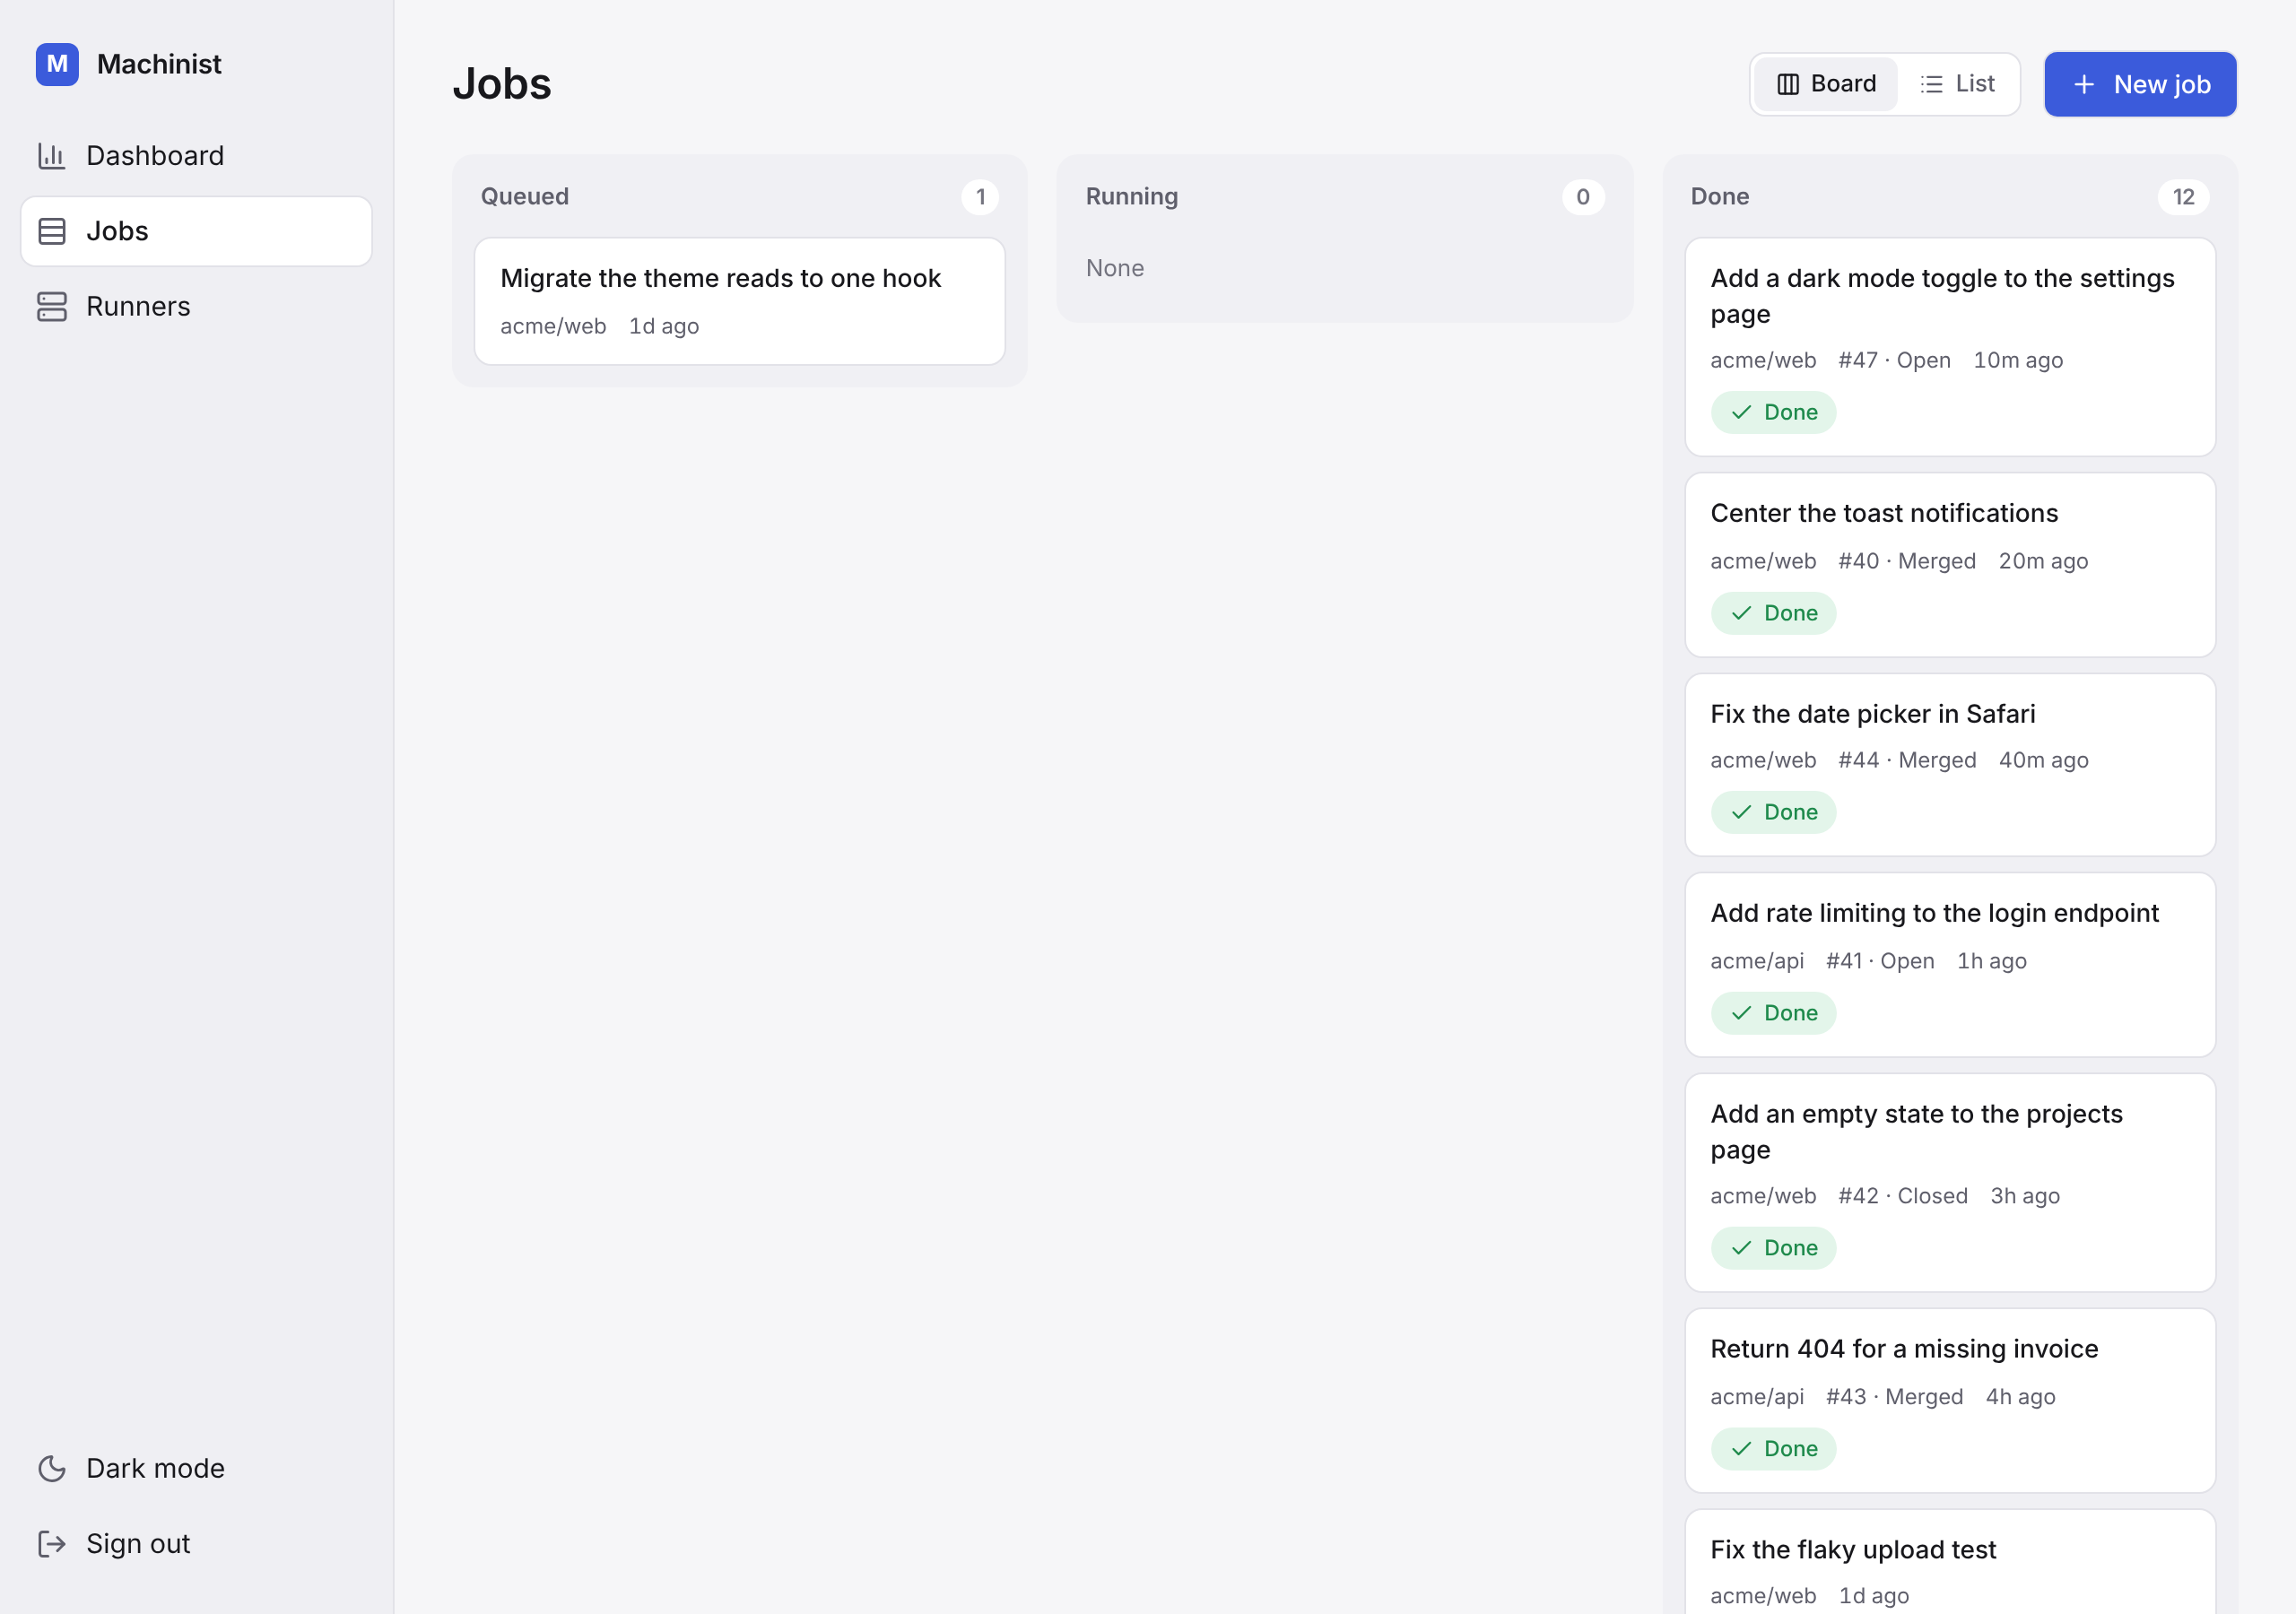 M Machinist
Dashboard
Jobs
Runners
Dark mode
Sign out
Jobs
Board
List
+ New job
Queued 1
Migrate the theme reads to one hook
acme/web 1d ago
Running 0
None
Done 12
Add a dark mode toggle to the settings
page
acme/web #47 · Open 10m ago
Done
Center the toast notifications
acme/web #40 · Merged 20m ago
Done
Fix the date picker in Safari
acme/web #44 · Merged 40m ago
Done
Add rate limiting to the login endpoint
acme/api #41 · Open 1h ago
Done
Add an empty state to the projects
page
acme/web #42 · Closed 3h ago
Done
Return 404 for a missing invoice
acme/api #43 · Merged 4h ago
Done
Fix the flaky upload test
acme/web 1d ago